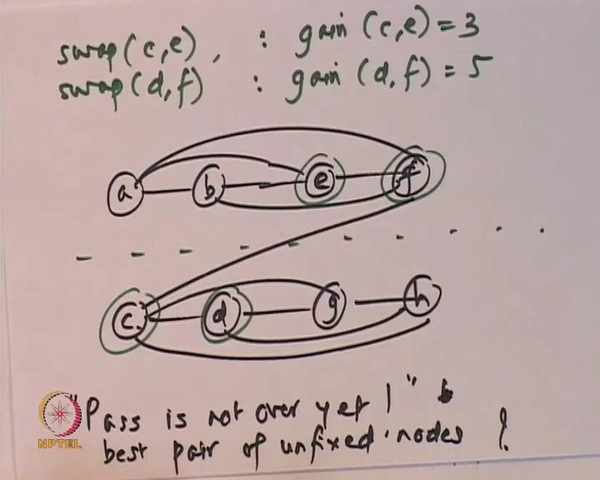 swap(c,e), : gain (c,e) = 3
swap(d,f) : gain (d,f) = 5
a b e f
c d g h
"Pass is not over yet!"
best pair of unfixed nodes ?
NPTEL